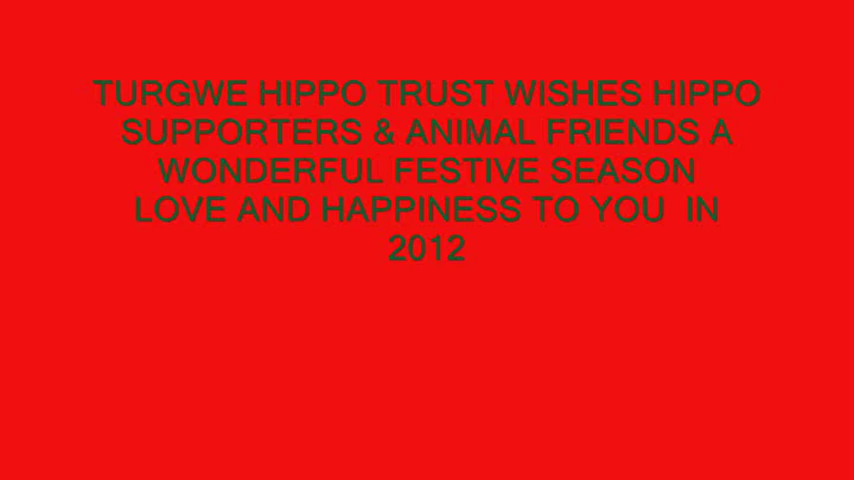 TURGWE HIPPO TRUST WISHES HIPPO
SUPPORTERS & ANIMAL FRIENDS A
WONDERFUL FESTIVE SEASON
LOVE AND HAPPINESS TO YOU  IN
2012